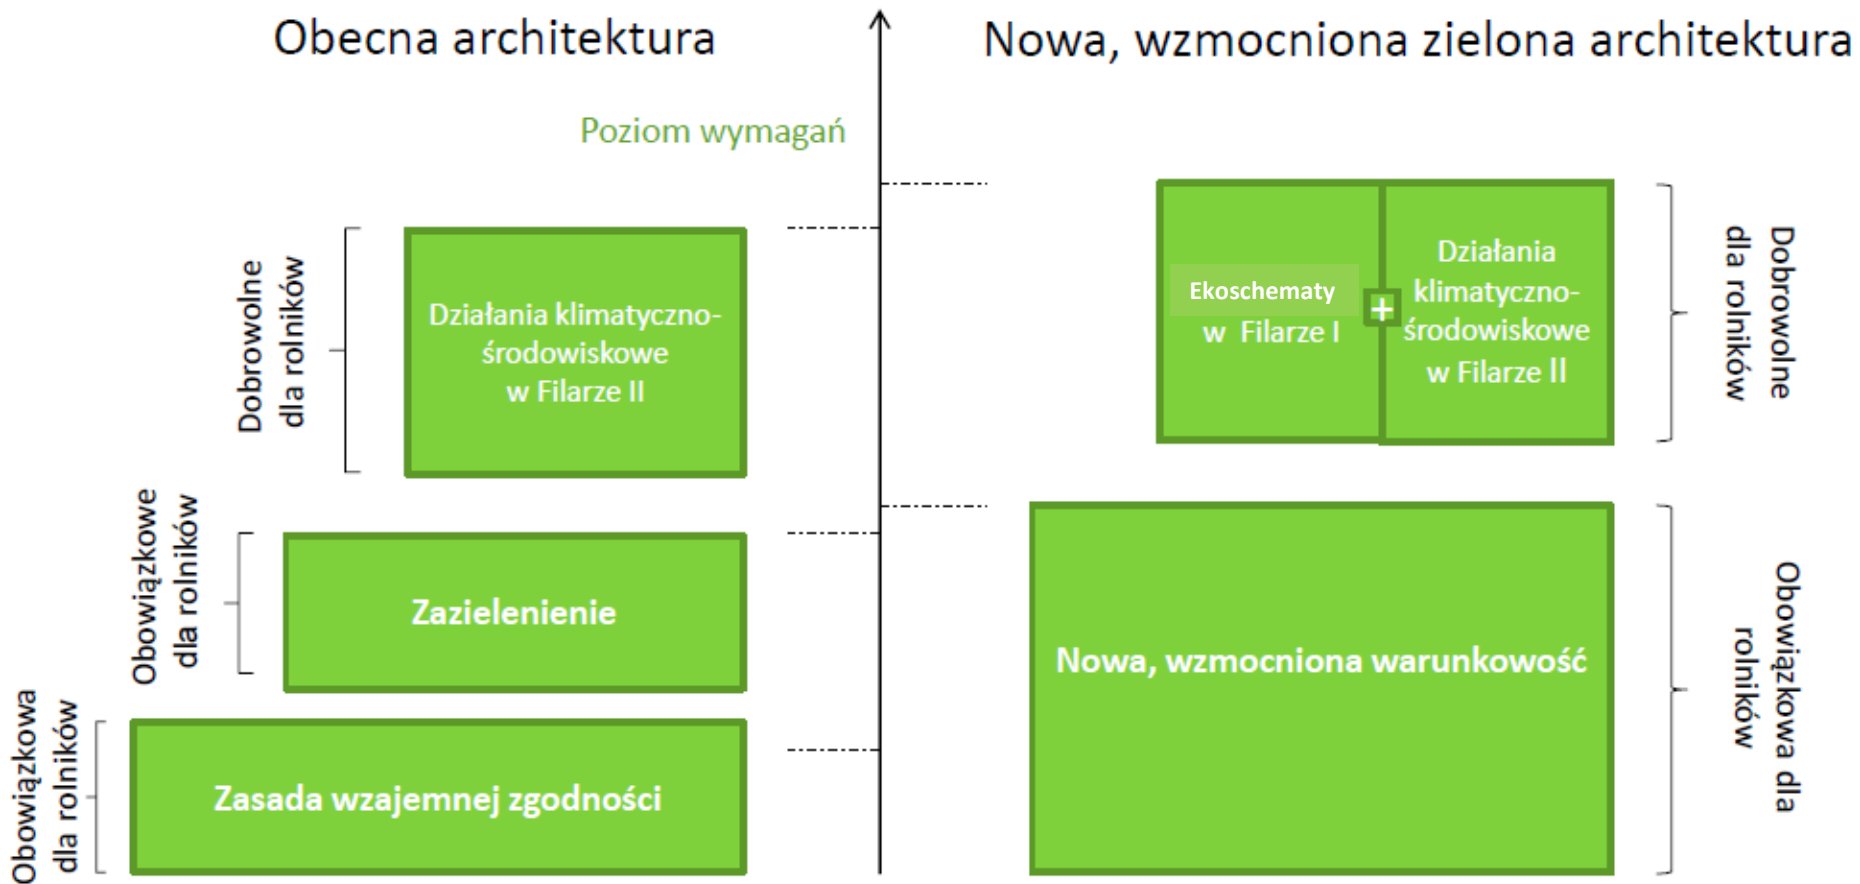 Obecna architektura
Nowa, wzmocniona zielona architektura
Poziom wymagań
Dobrowolne
dla rolników
Działania klimatyczno-
środowiskowe
w Filarze II
Obowiązkowe
dla rolników
Zazielenienie
Obowiązkowa
dla rolników
Zasada wzajemnej zgodności
Ekoschematy
w Filarze I
+
Działania
klimatyczno-
środowiskowe
w Filarze II
Dobrowolne
dla rolników
Nowa, wzmocniona warunkowość
Obowiązkowa dla
rolników